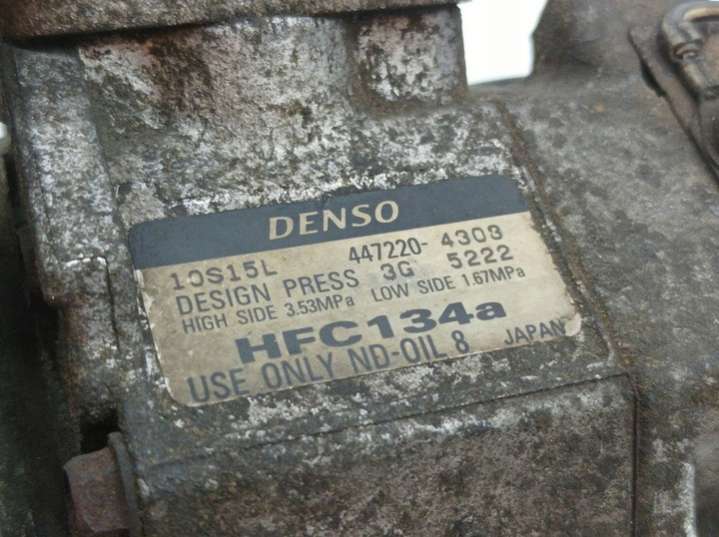 DENSO
10S15L 447220-4303
DESIGN PRESS 3G 5222
HIGH SIDE 3.53MPa LOW SIDE 1.67MPa
HFC134a
USE ONLY ND-OIL 8 JAPAN